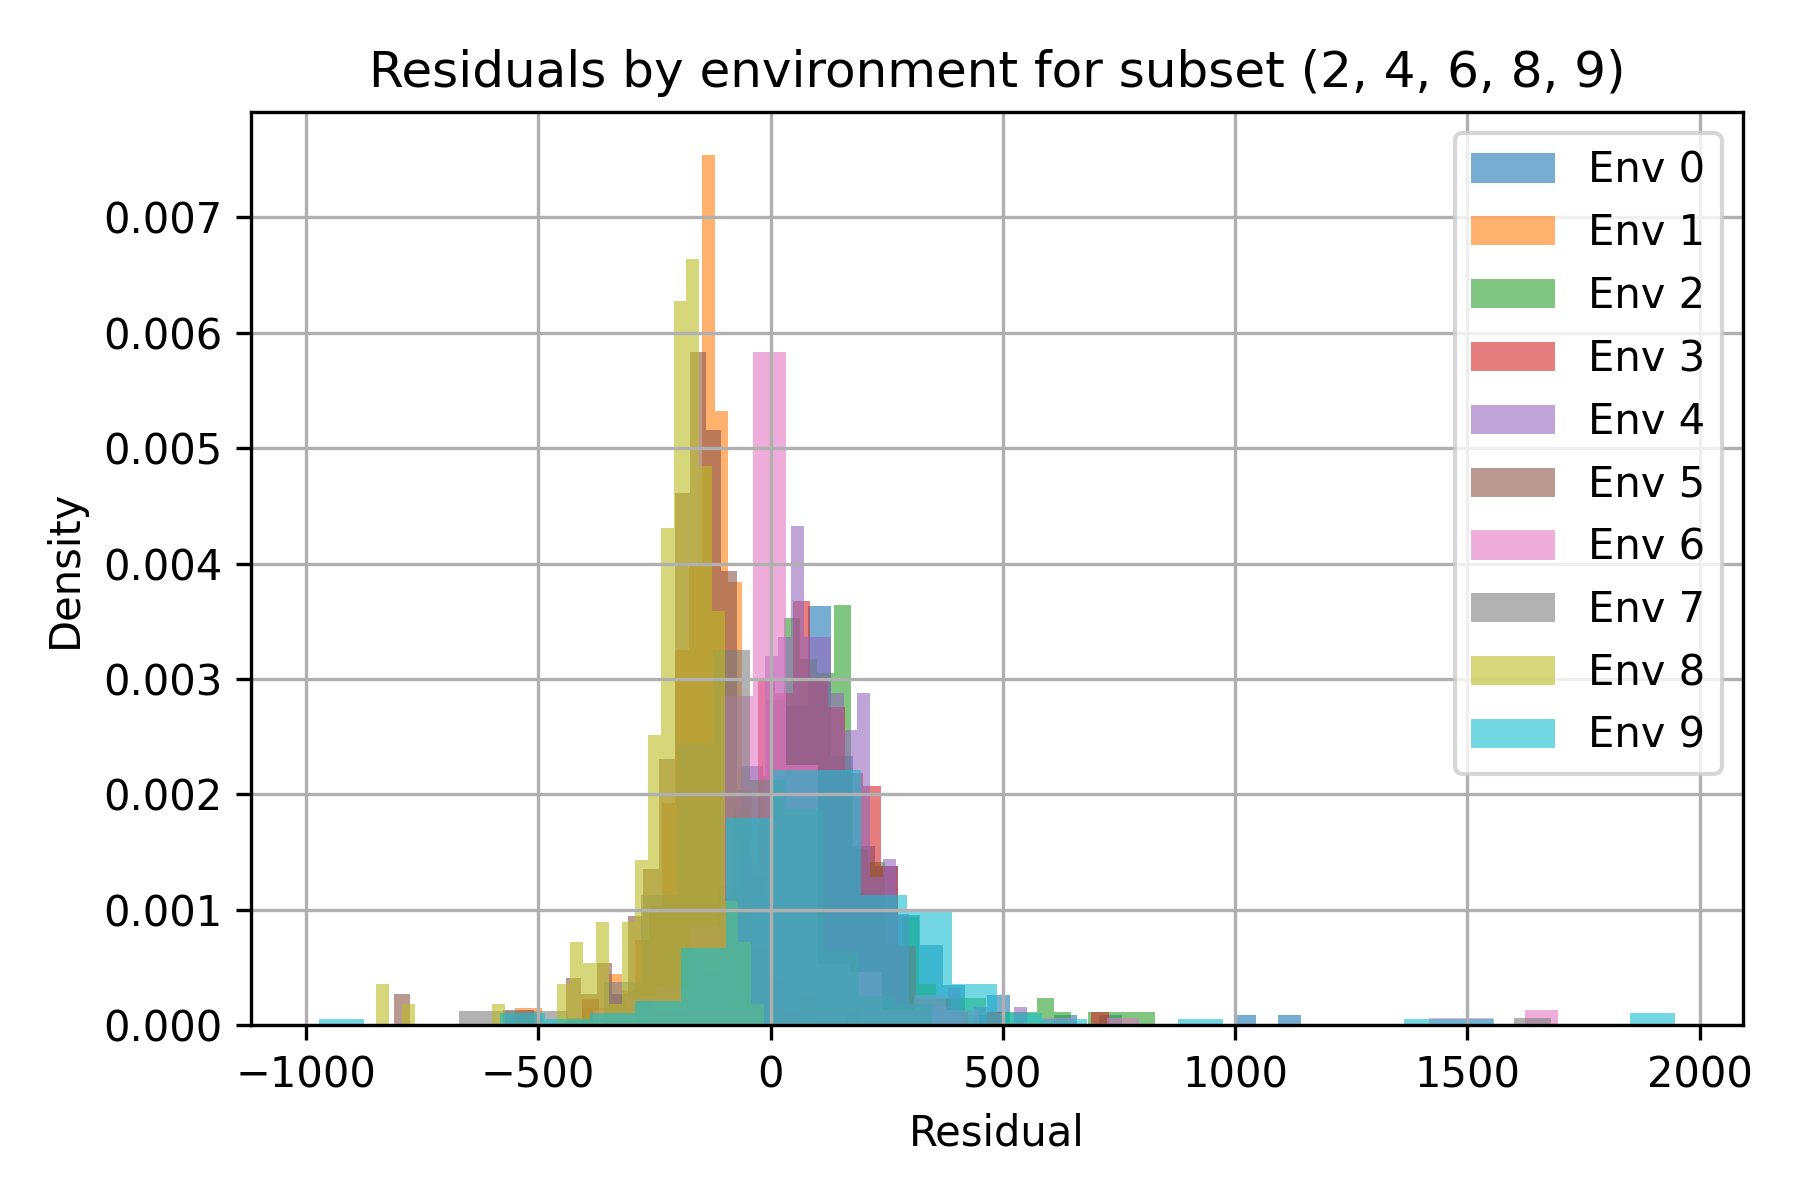 Residuals by environment for subset (2, 4, 6, 8, 9)
Env 0
Env 1
Env 2
Env 3
Env 4
Env 5
Env 6
Env 7
Env 8
Env 9
0.007
0.006
0.005
0.004
0.003
0.002
0.001
0.000
Density
−1000
−500
0
500
1000
1500
2000
Residual